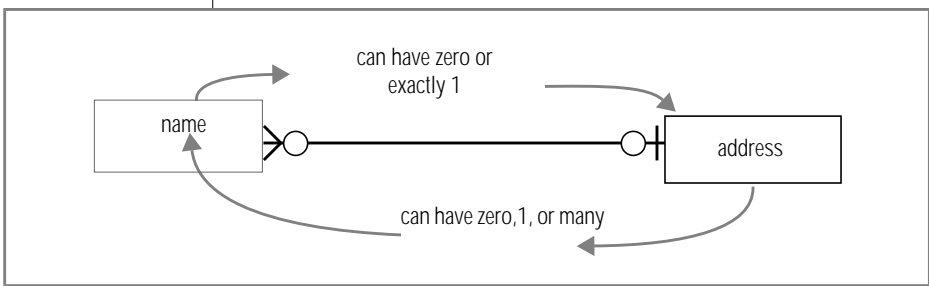 can have zero or
exactly 1
name
address
can have zero,1, or many